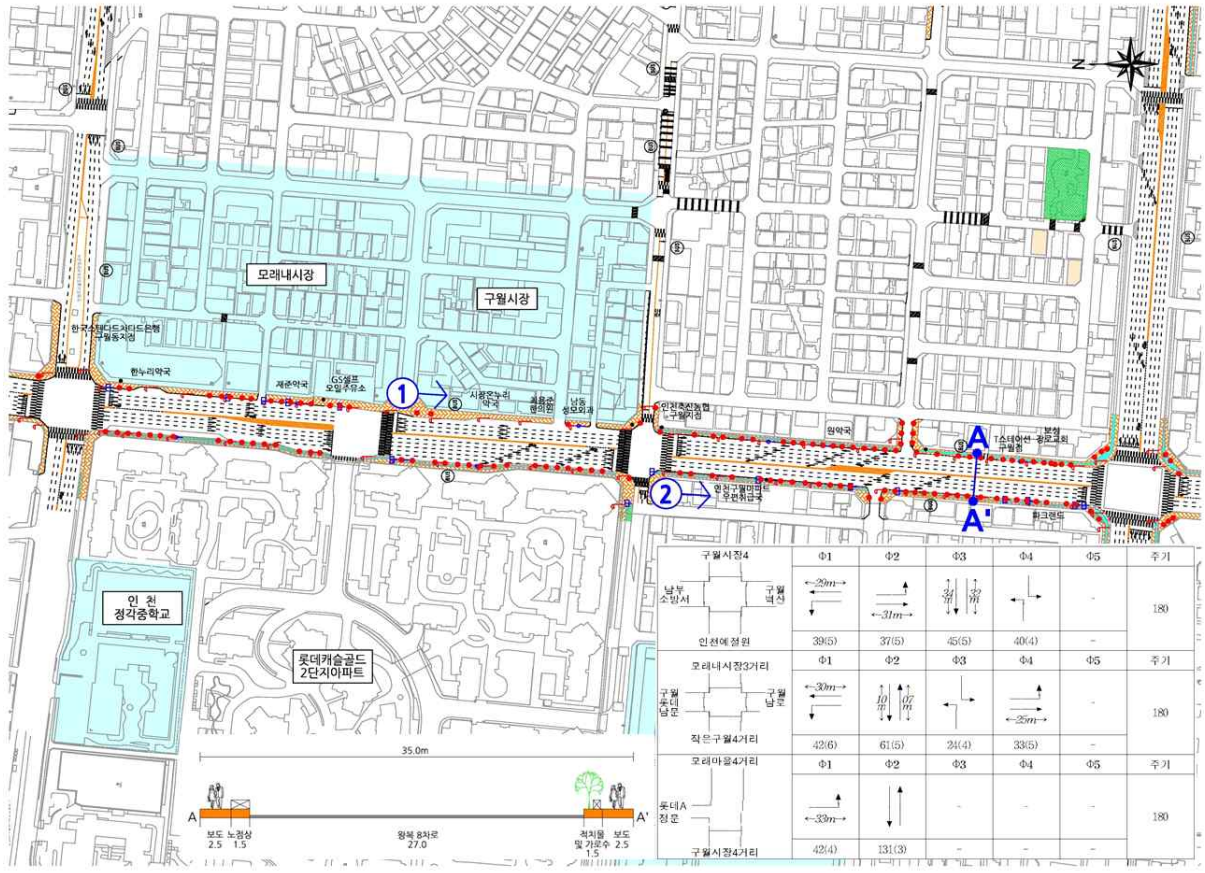 N
모래내시장
구월시장
한국스탠다드차타드은행
구월동지점
한누리약국
재준약국
GS셀프
오일주유소
①
시장온누리
약국
최용준
한의원
남동
성모외과
인천축산농협
구월지점
원약국
T스테이션
구월점
보성
장로교회
A
②
인천구월아파트
우편취급국
A'
파크랜드
인 천
정각중학교
롯데캐슬골드
2단지아파트
35.0m
A
A'
보도
2.5
노점상
1.5
왕복 8차로
27.0
적치물
및 가로수
1.5
보도
2.5
구월시장4 Φ1 Φ2 Φ3 Φ4 Φ5 주기
남부
소방서
구월
백산
인천예절원
29m
31m
34m
32m
180
39(5) 37(5) 45(5) 40(4) -
모래내시장3거리 Φ1 Φ2 Φ3 Φ4 Φ5 주기
구월
롯데
남문
구월
남로
작은구월4거리
30m
10m
07m
25m
180
42(6) 61(5) 24(4) 33(5) -
모래마을4거리 Φ1 Φ2 Φ3 Φ4 Φ5 주기
롯데A
정문
구월시장4거리
33m
- - -
180
42(4) 131(3) - - -